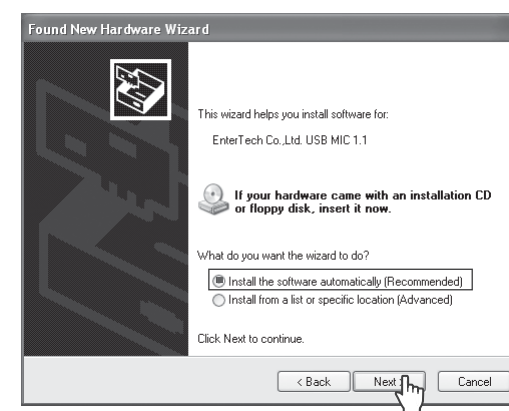 Found New Hardware Wizard
This wizard helps you install software for:
EnterTech Co.,Ltd. USB MIC 1.1
If your hardware came with an installation CD
or floppy disk, insert it now.
What do you want the wizard to do?
Install the software automatically (Recommended)
Install from a list or specific location (Advanced)
Click Next to continue.
< Back Next > Cancel